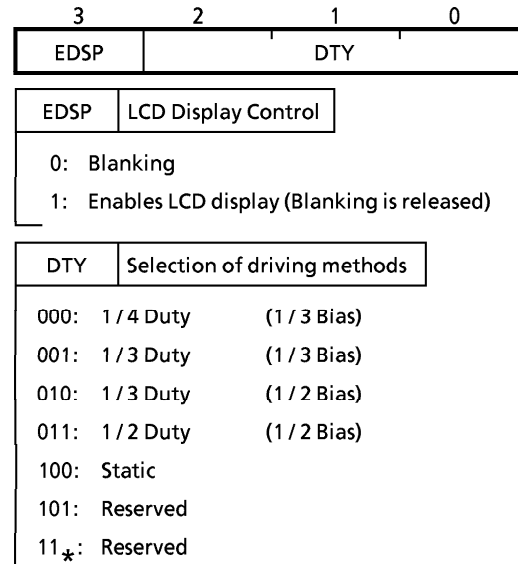 3 2 1 0
EDSP DTY
EDSP LCD Display Control
0: Blanking
1: Enables LCD display (Blanking is released)
DTY Selection of driving methods
000: 1 / 4 Duty (1 / 3 Bias)
001: 1 / 3 Duty (1 / 3 Bias)
010: 1 / 3 Duty (1 / 2 Bias)
011: 1 / 2 Duty (1 / 2 Bias)
100: Static
101: Reserved
11*: Reserved